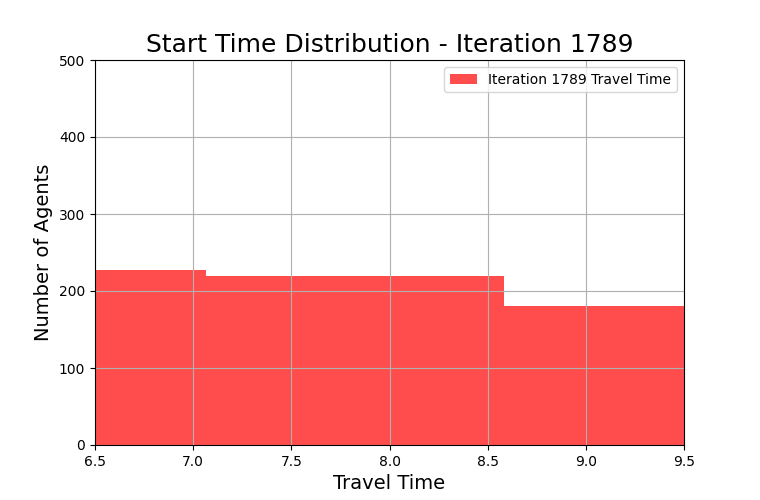 Start Time Distribution - Iteration 1789
Iteration 1789 Travel Time
Number of Agents
500
400
300
200
100
0
6.5 7.0 7.5 8.0 8.5 9.0 9.5
Travel Time